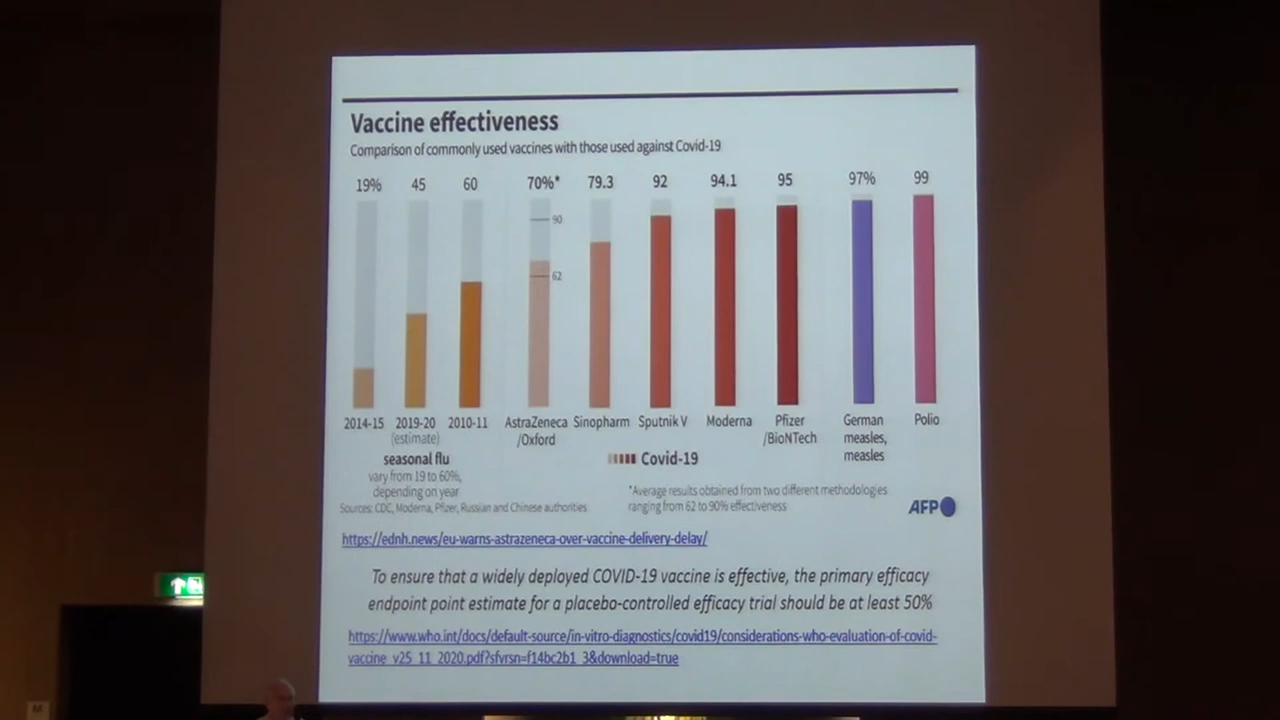 Vaccine effectiveness
Comparison of commonly used vaccines with those used against Covid-19
19% 45 60 70%* 79.3 92 94.1 95 97% 99
90
62
2014-15 2019-20 2010-11 AstraZeneca Sinopharm Sputnik V Moderna Pfizer German Polio
(estimate) /Oxford /BioNTech measles,
measles
seasonal flu Covid-19
vary from 19 to 60%,
depending on year
*Average results obtained from two different methodologies
ranging from 62 to 90% effectiveness
Sources: CDC, Moderna, Pfizer, Russian and Chinese authorities
AFP
https://ednh.news/eu-warns-astrazeneca-over-vaccine-delivery-delay/
To ensure that a widely deployed COVID-19 vaccine is effective, the primary efficacy
endpoint point estimate for a placebo-controlled efficacy trial should be at least 50%
https://www.who.int/docs/default-source/in-vitro-diagnostics/covid19/considerations-who-evaluation-of-covid-
vaccine_v25_11_2020.pdf?sfvrsn=f14bc2b1_3&download=true
M